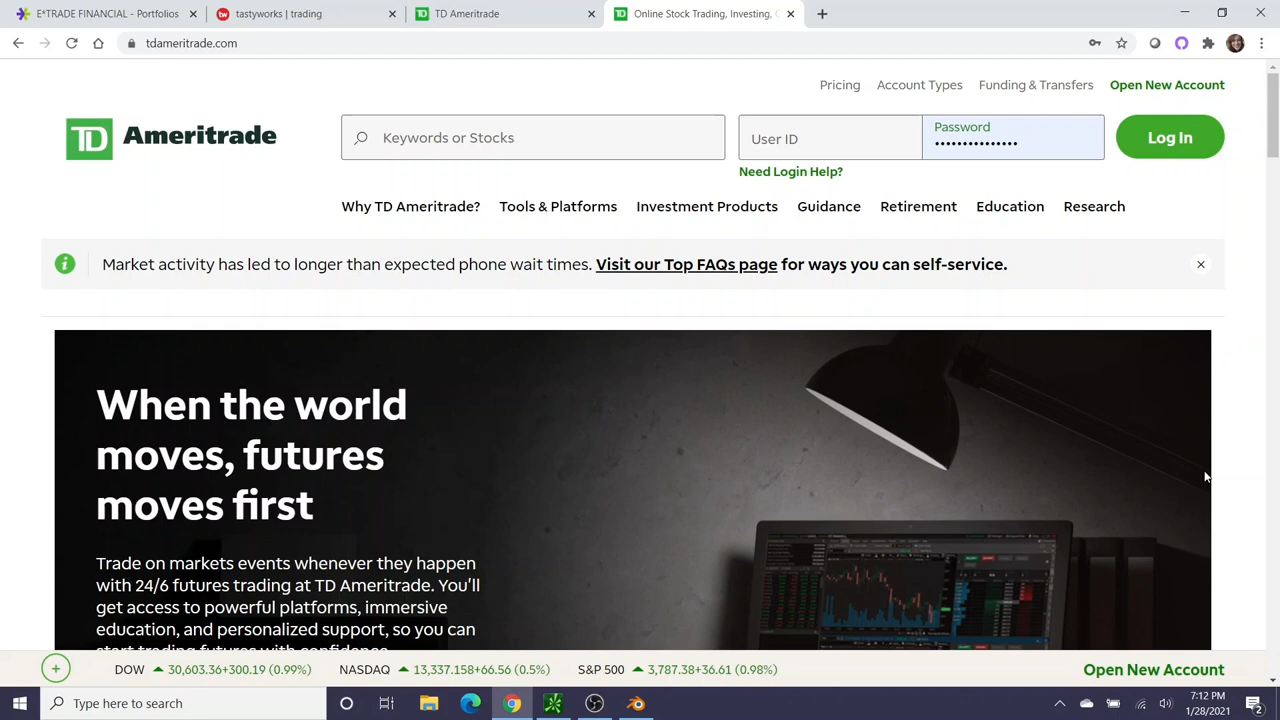 E*TRADE FINANCIAL - Portfolios
tastyworks | trading
TD Ameritrade
Online Stock Trading, Investing,
tdameritrade.com
Pricing
Account Types
Funding & Transfers
Open New Account
TD Ameritrade
Keywords or Stocks
User ID
Password
Log In
Need Login Help?
Why TD Ameritrade?
Tools & Platforms
Investment Products
Guidance
Retirement
Education
Research
Market activity has led to longer than expected phone wait times. Visit our Top FAQs page for ways you can self-service.
When the world
moves, futures
moves first
Trade on markets events whenever they happen
with 24/6 futures trading at TD Ameritrade. You'll
get access to powerful platforms, immersive
education, and personalized support, so you can
start trading futures with confidence.
DOW 30,603.36+300.19 (0.99%)
NASDAQ 13,337.158+66.56 (0.5%)
S&P 500 3,787.38+36.61 (0.98%)
Open New Account
Type here to search
7:12 PM
1/28/2021
2